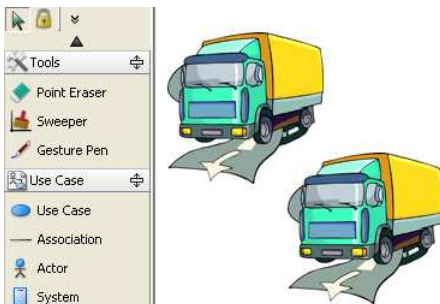 Tools
Point Eraser
Sweeper
Gesture Pen
Use Case
Use Case
Association
Actor
System